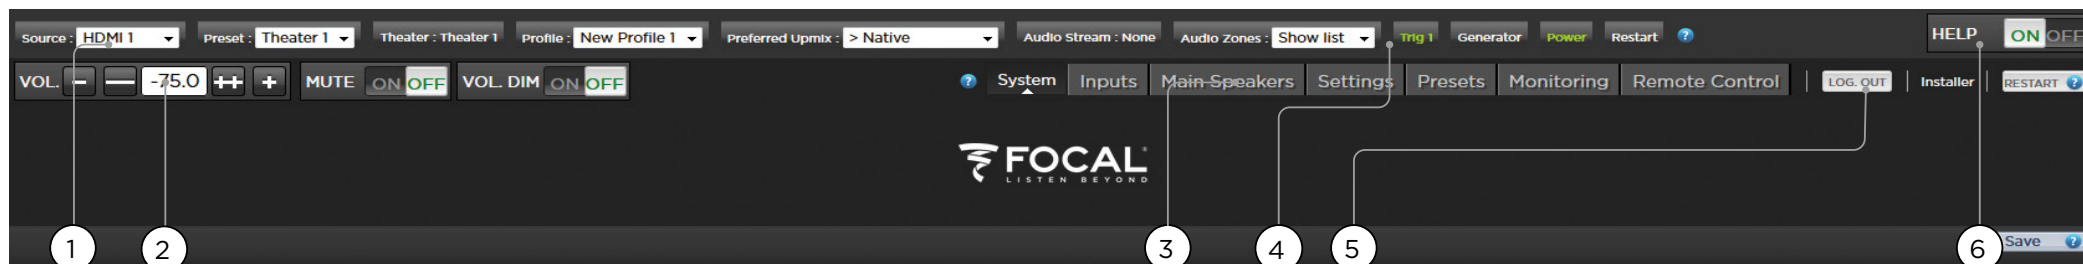 Source : HDMI 1 Preset : Theater 1 Theater : Theater 1 Profile : New Profile 1 Preferred Upmix : > Native Audio Stream : None Audio Zones : Show list Trig 1 Generator Power Restart ? HELP ON OFF
VOL. - — -75.0 ++ + MUTE ON OFF VOL. DIM ON OFF ? System Inputs Main Speakers Settings Presets Monitoring Remote Control LOG. OUT Installer RESTART ?
FOCAL
LISTEN BEYOND
1 2 3 4 5 6 Save ?